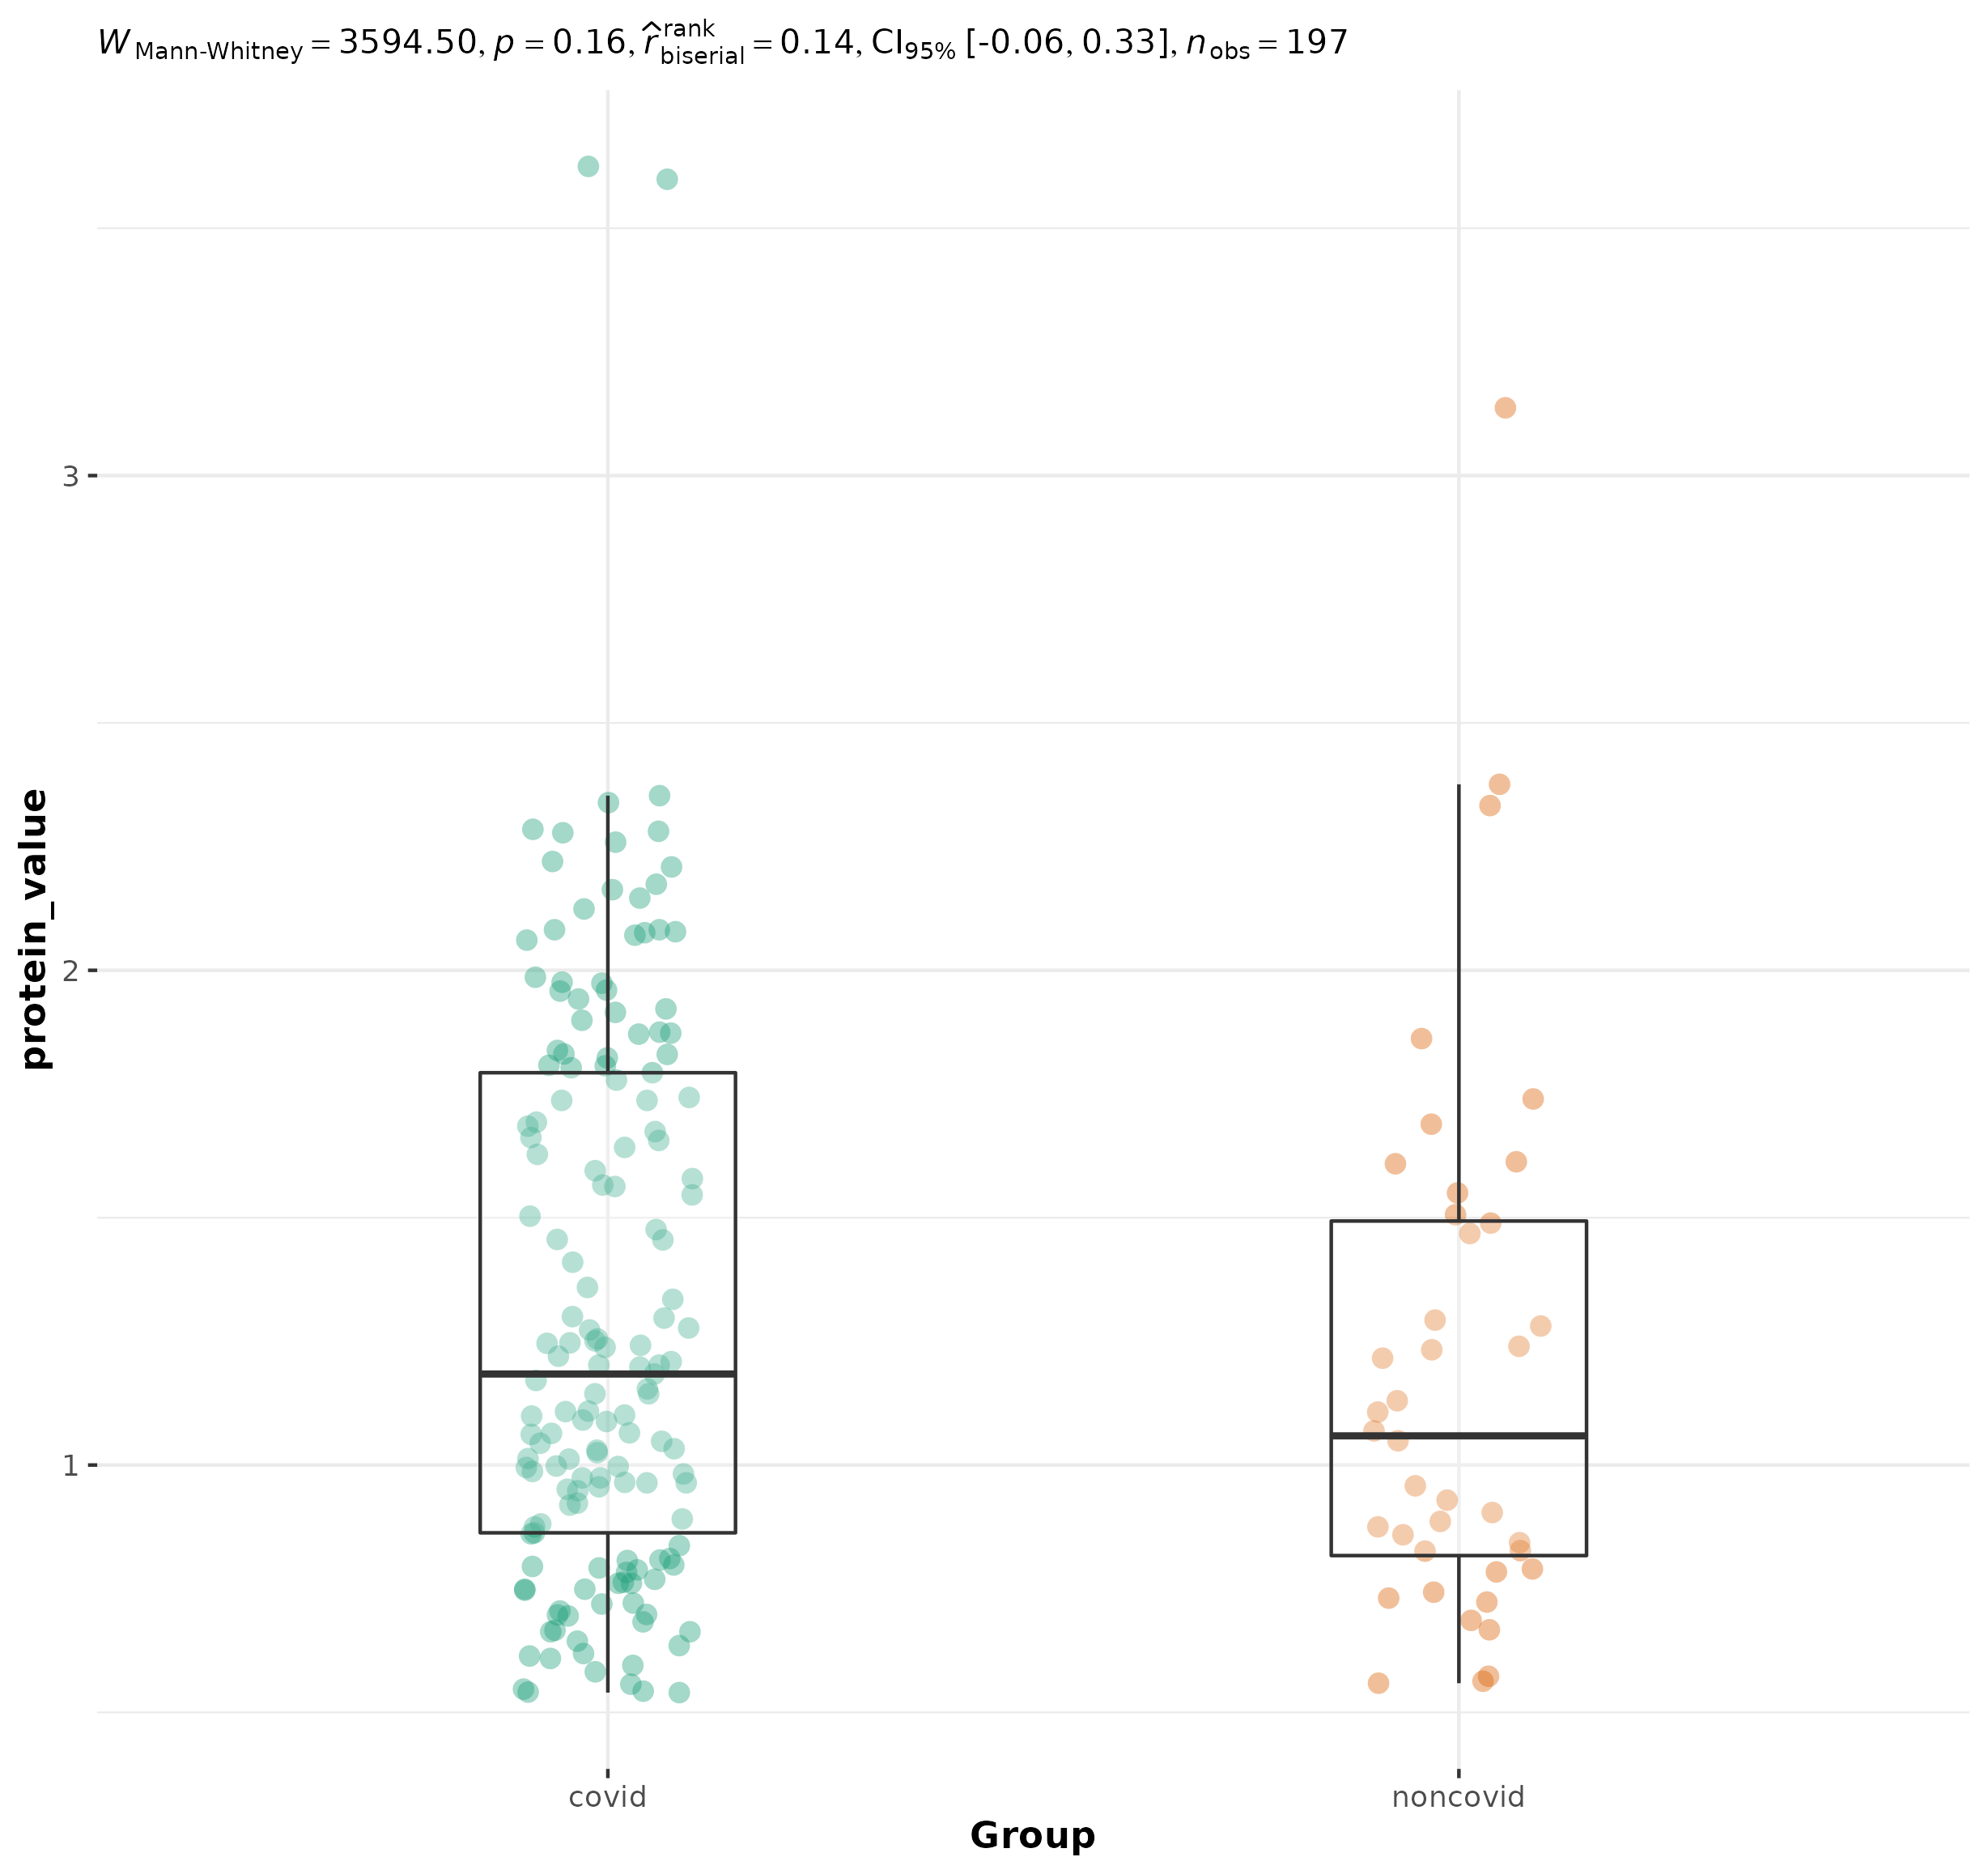 W Mann-Whitney = 3594.50, p = 0.16, r̂ rank biserial = 0.14, CI95% [-0.06, 0.33], nobs = 197
protein_value
3
2
1
covid noncovid
Group